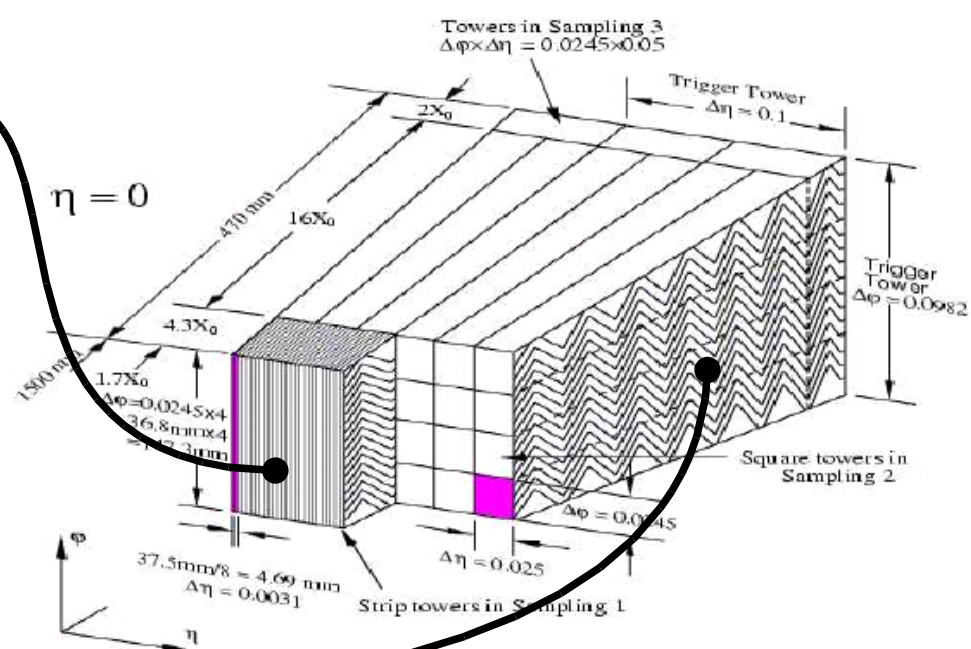 Towers in Sampling 3
Δφ×Δη = 0.0245×0.05
Trigger Tower
Δη = 0.1
2X₀
η = 0
470 mm
16X₀
Trigger
Tower
Δφ = 0.0982
4.3X₀
1500 mm
1.7X₀
Δφ=0.0245x4
36.8mmx4
Square towers in
Sampling 2
Δφ = 0.0245
Δη = 0.025
φ
37.5mm/8 = 4.69 mm
Δη = 0.0031
Strip towers in Sampling 1
η